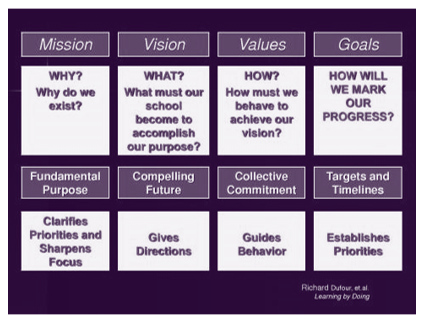 Mission
Vision
Values
Goals
WHY?
Why do we
exist?
WHAT?
What must our
school
become to
accomplish
our purpose?
HOW?
How must we
behave to
achieve our
vision?
HOW WILL
WE MARK
OUR
PROGRESS?
Fundamental
Purpose
Compelling
Future
Collective
Commitment
Targets and
Timelines
Clarifies
Priorities and
Sharpens
Focus
Gives
Directions
Guides
Behavior
Establishes
Priorities
Richard Dufour, et.al.
Learning by Doing